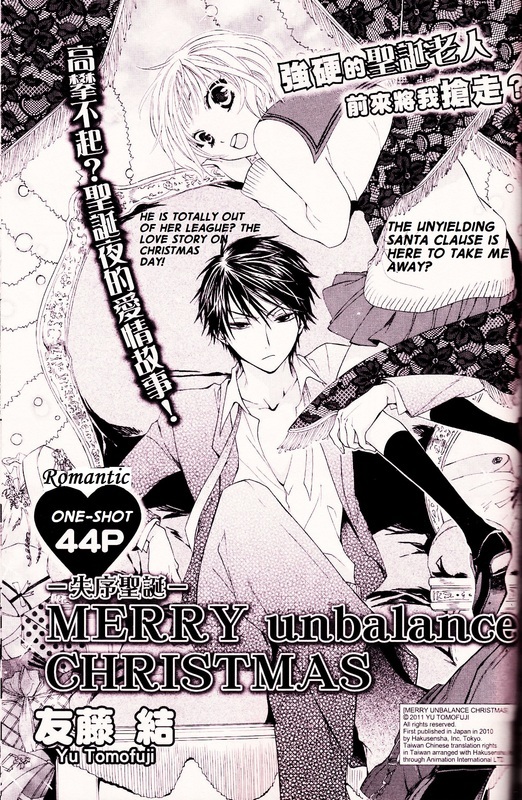 強硬的聖誕老人
前來將我搶走?
高攀不起?聖誕夜的愛情故事!
HE IS TOTALLY OUT
OF HER LEAGUE? THE
LOVE STORY ON
CHRISTMAS
DAY!
THE UNYIELDING
SANTA CLAUSE IS
HERE TO TAKE ME
AWAY?
Romantic
ONE-SHOT
44P
—失序聖誕—
MERRY unbalance
CHRISTMAS
友藤 結
Yu Tomofuji
[MERRY UNBALANCE CHRISTMAS
© 2011 YU TOMOFUJI
All rights reserved.
First published in Japan in 2010
by Hakusensha, Inc. Tokyo.
Taiwan Chinese translation rights
in Taiwan arranged with Hakusensha
through Animation International LTD.